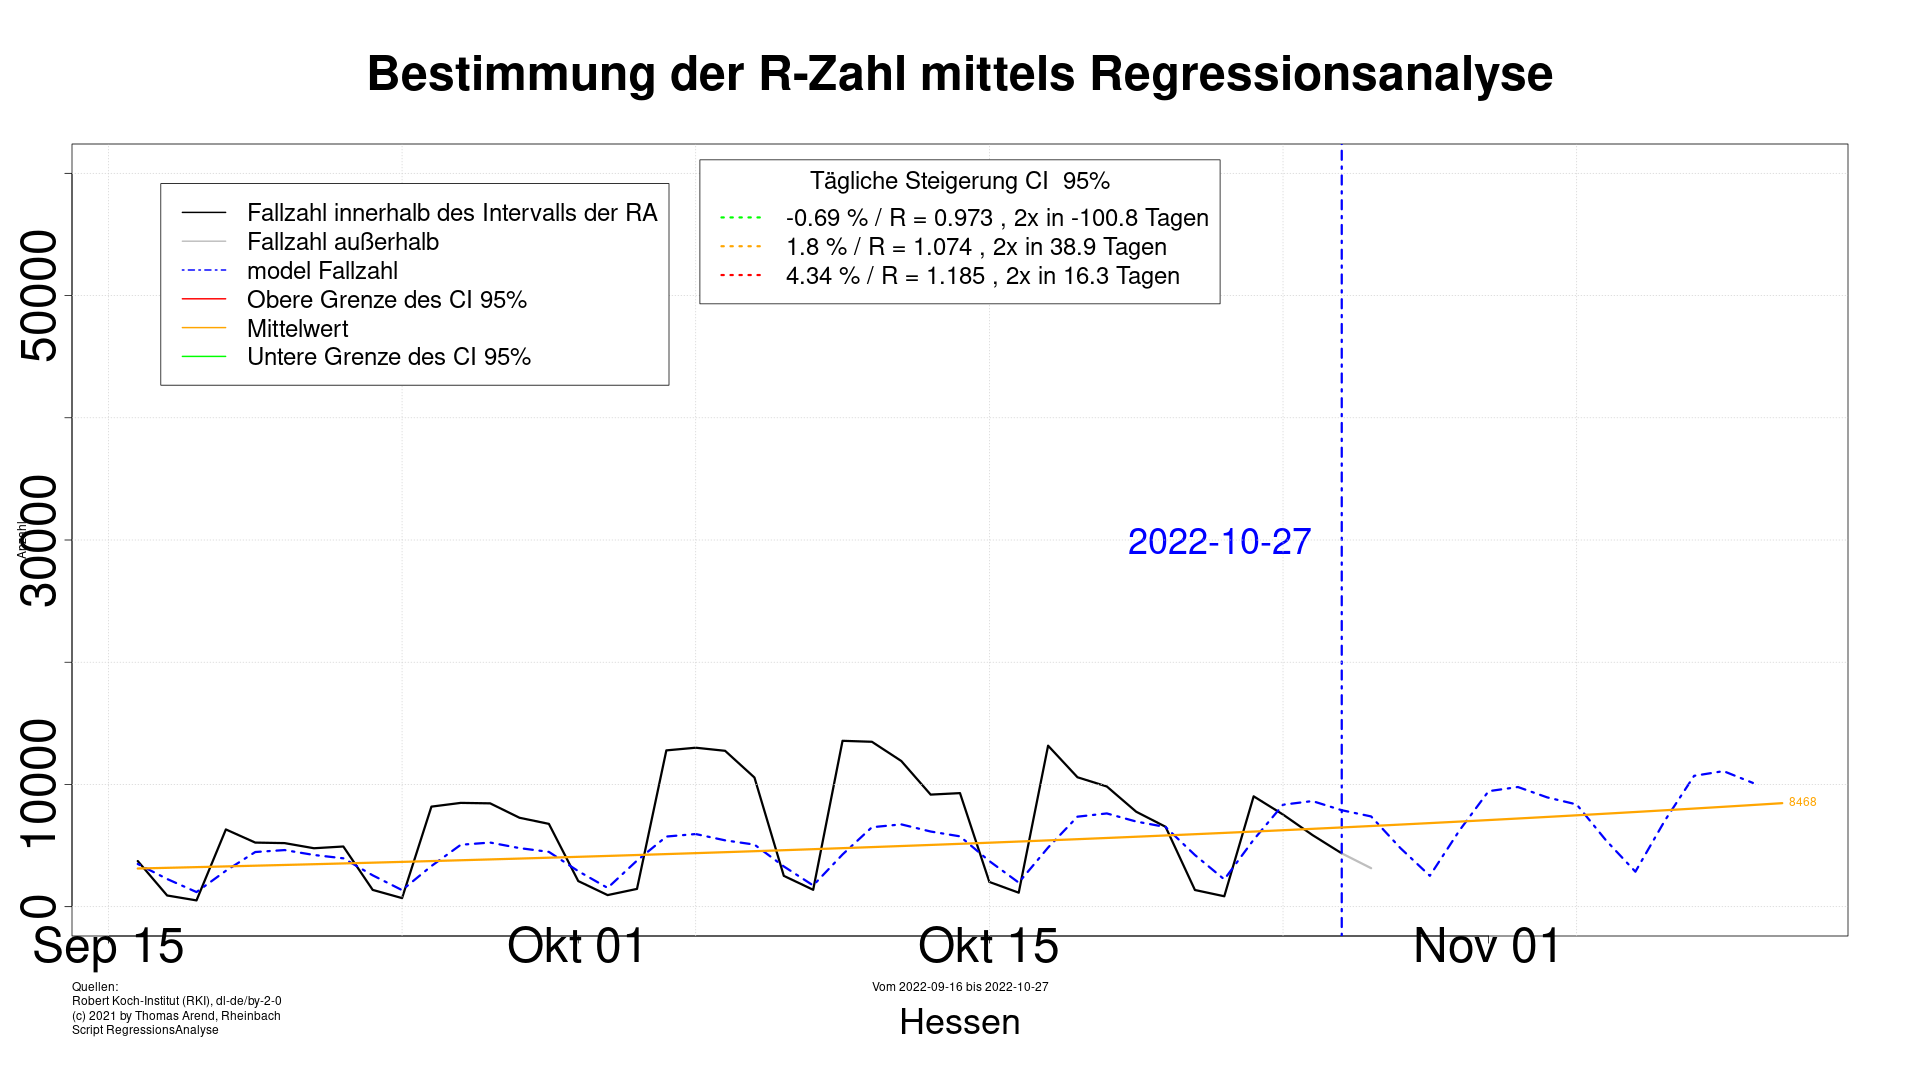 Bestimmung der R-Zahl mittels Regressionsanalyse
Fallzahl innerhalb des Intervalls der RA
Fallzahl außerhalb
model Fallzahl
Obere Grenze des CI 95%
Mittelwert
Untere Grenze des CI 95%
Tägliche Steigerung CI  95%
-0.69 % / R = 0.973 , 2x in -100.8 Tagen
1.8 % / R = 1.074 , 2x in 38.9 Tagen
4.34 % / R = 1.185 , 2x in 16.3 Tagen
50000
30000
10000
0
Anzahl
2022-10-27
8468
Sep 15
Okt 01
Okt 15
Nov 01
Quellen:
Robert Koch-Institut (RKI), dl-de/by-2-0
(c) 2021 by Thomas Arend, Rheinbach
Script RegressionsAnalyse
Vom 2022-09-16 bis 2022-10-27
Hessen